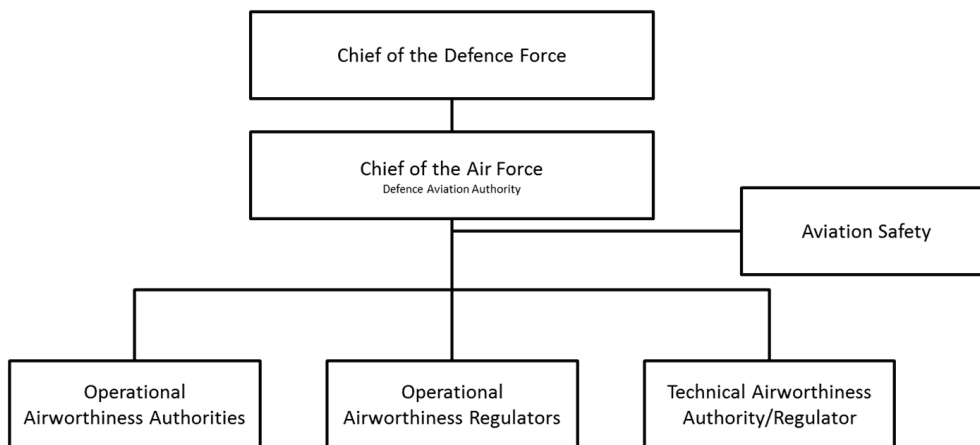 Chief of the Defence Force
Chief of the Air Force
Defence Aviation Authority
Aviation Safety
Operational
Airworthiness Authorities
Operational
Airworthiness Regulators
Technical Airworthiness
Authority/Regulator